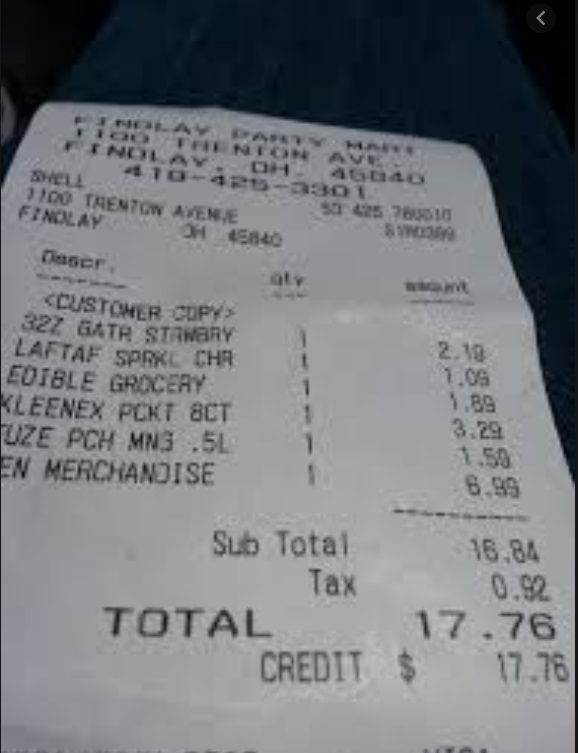 FINDLAY PARTY MART
1100 TRENTON AVE.
FINDLAY, OH. 45840
419-425-3301
SHELL
1100 TRENTON AVENUE
FINDLAY OH 45840
Descr. qty amount
<CUSTOMER COPY>
32Z GATR STRWBRY 1 2.19
LAFTAF SPRKL CHR 1 1.09
EDIBLE GROCERY 1 1.89
KLEENEX PCKT 8CT 1 3.29
FUZE PCH MNG .5L 1 1.59
EN MERCHANDISE 1 6.99
Sub Total 16.84
Tax 0.92
TOTAL 17.76
CREDIT $ 17.76